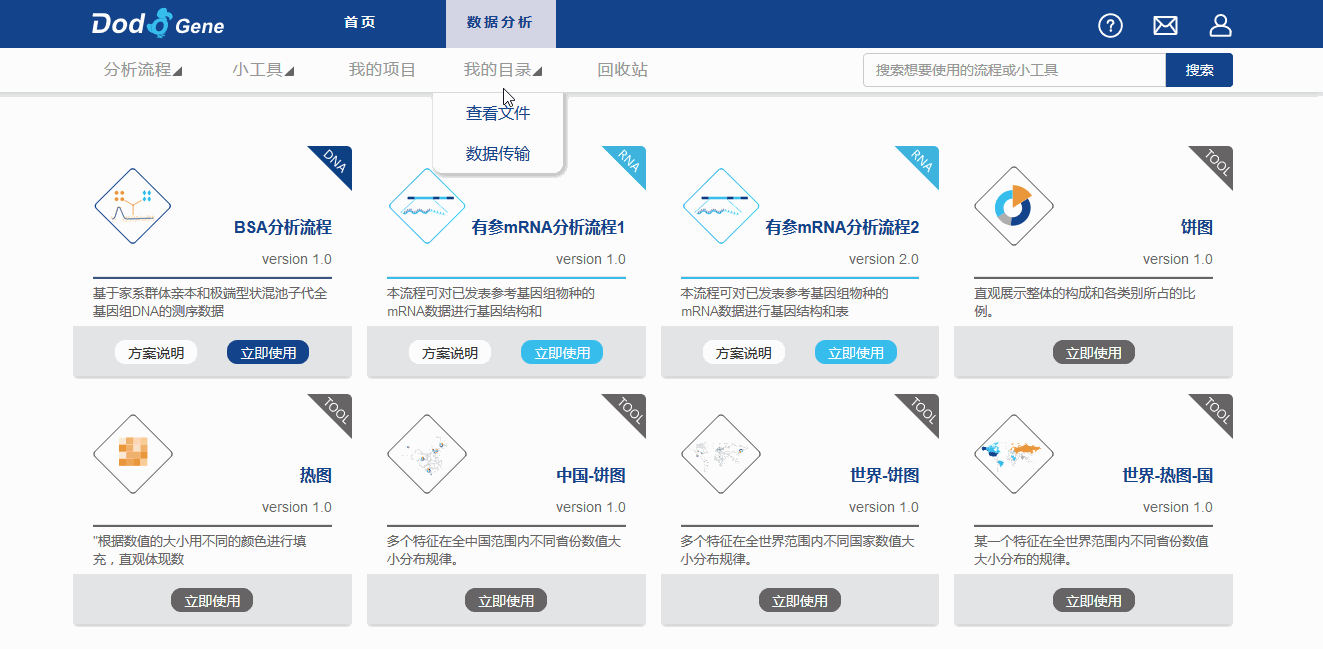 Dodo Gene
首页
数据分析
分析流程
小工具
我的项目
我的目录
回收站
搜索想要使用的流程或小工具
搜索
查看文件
数据传输
DNA
BSA分析流程
version 1.0
基于家系群体亲本和极端型状混池子代全
基因组DNA的测序数据
方案说明
立即使用
RNA
有参mRNA分析流程1
version 1.0
本流程可对已发表参考基因组物种的
mRNA数据进行基因结构和
方案说明
立即使用
RNA
有参mRNA分析流程2
version 2.0
本流程可对已发表参考基因组物种的
mRNA数据进行基因结构和表
方案说明
立即使用
TOOL
饼图
version 1.0
直观展示整体的构成和各类别所占的比
例。
立即使用
TOOL
热图
version 1.0
"根据数值的大小用不同的颜色进行填
充，直观体现数
立即使用
TOOL
中国-饼图
version 1.0
多个特征在全中国范围内不同省份数值大
小分布规律。
立即使用
TOOL
世界-饼图
version 1.0
多个特征在全世界范围内不同国家数值大
小分布规律。
立即使用
TOOL
世界-热图-国
version 1.0
某一个特征在全世界范围内不同省份数值
大小分布的规律。
立即使用